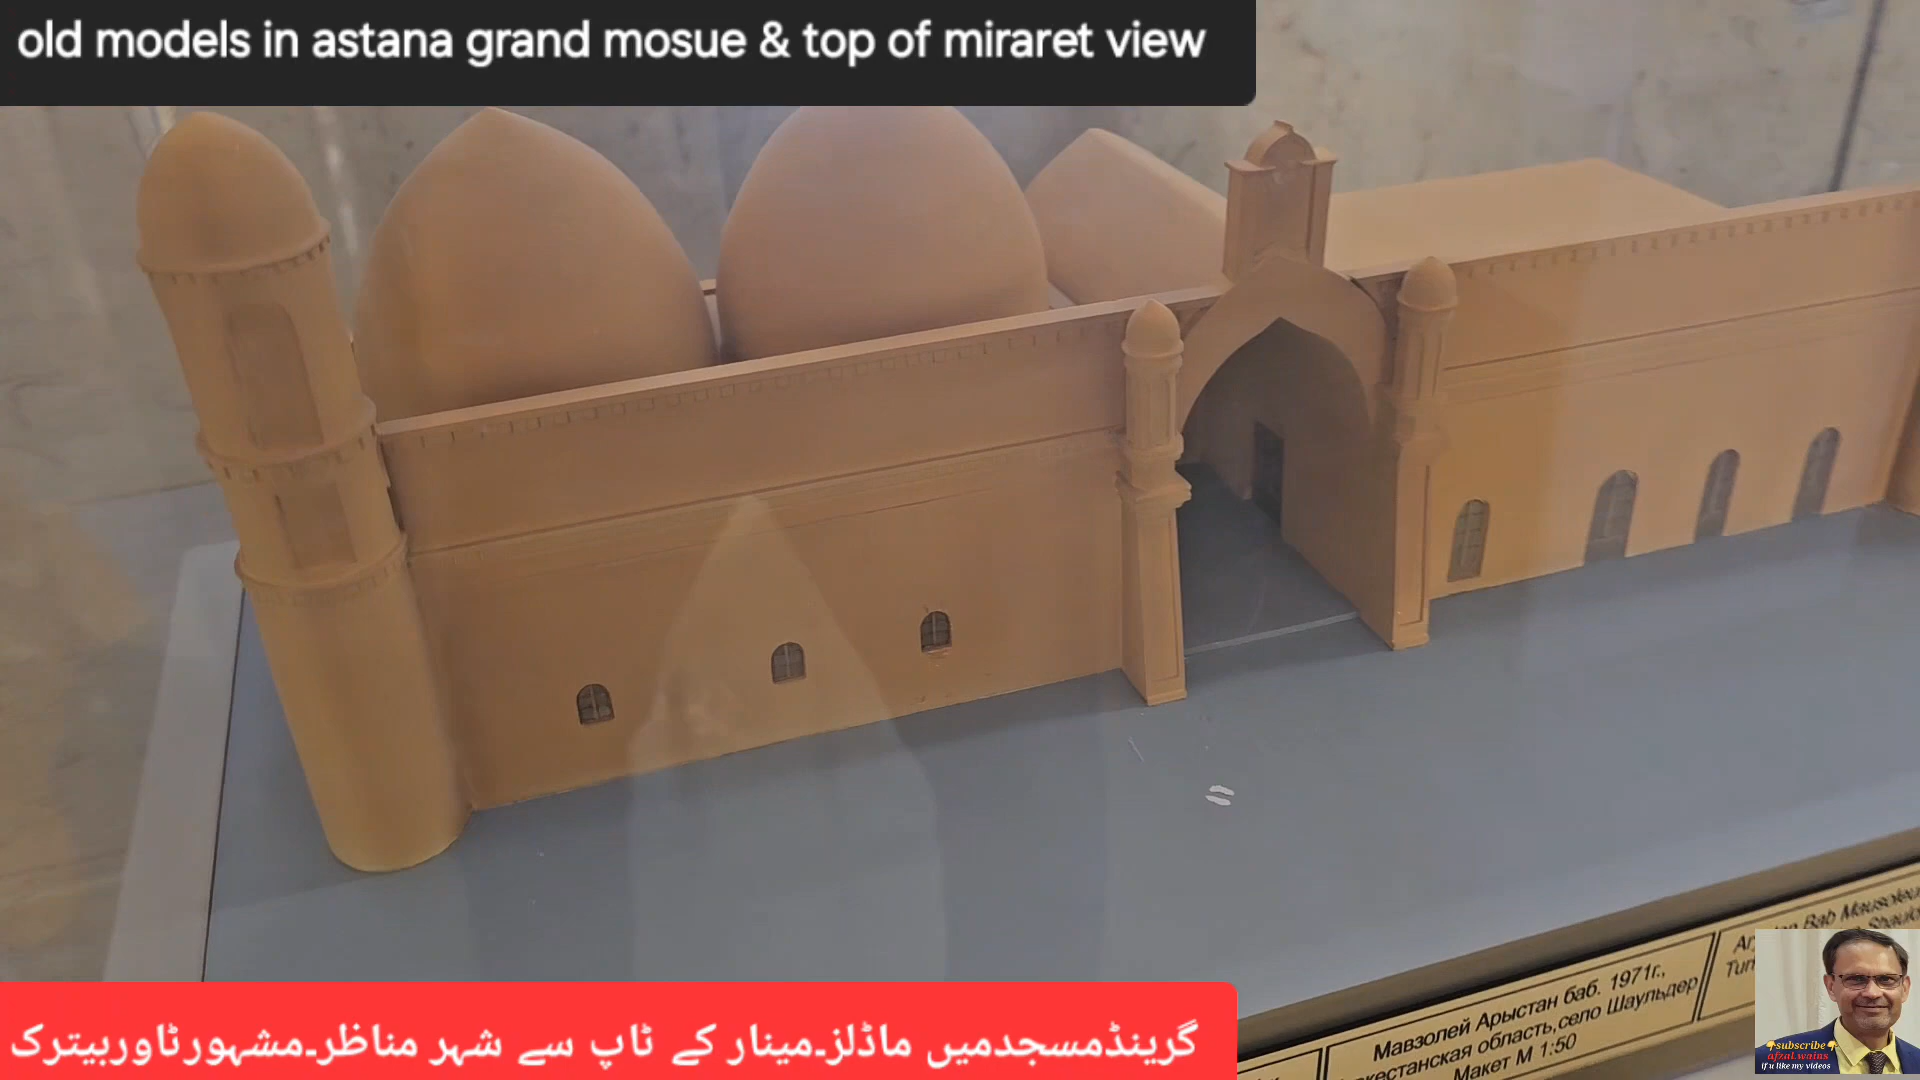 old models in astana grand mosue & top of miraret view
گرینڈمسجدمیں ماڈلز۔مینار کے ٹاپ سے شہر مناظر۔مشہورٹاوربیترک
Мавзолей Арыстан баб. 1971г.,
область,село Шаульдер
Макет М 1:50
Bab
subscribe
afzal.wains
if u like my videos